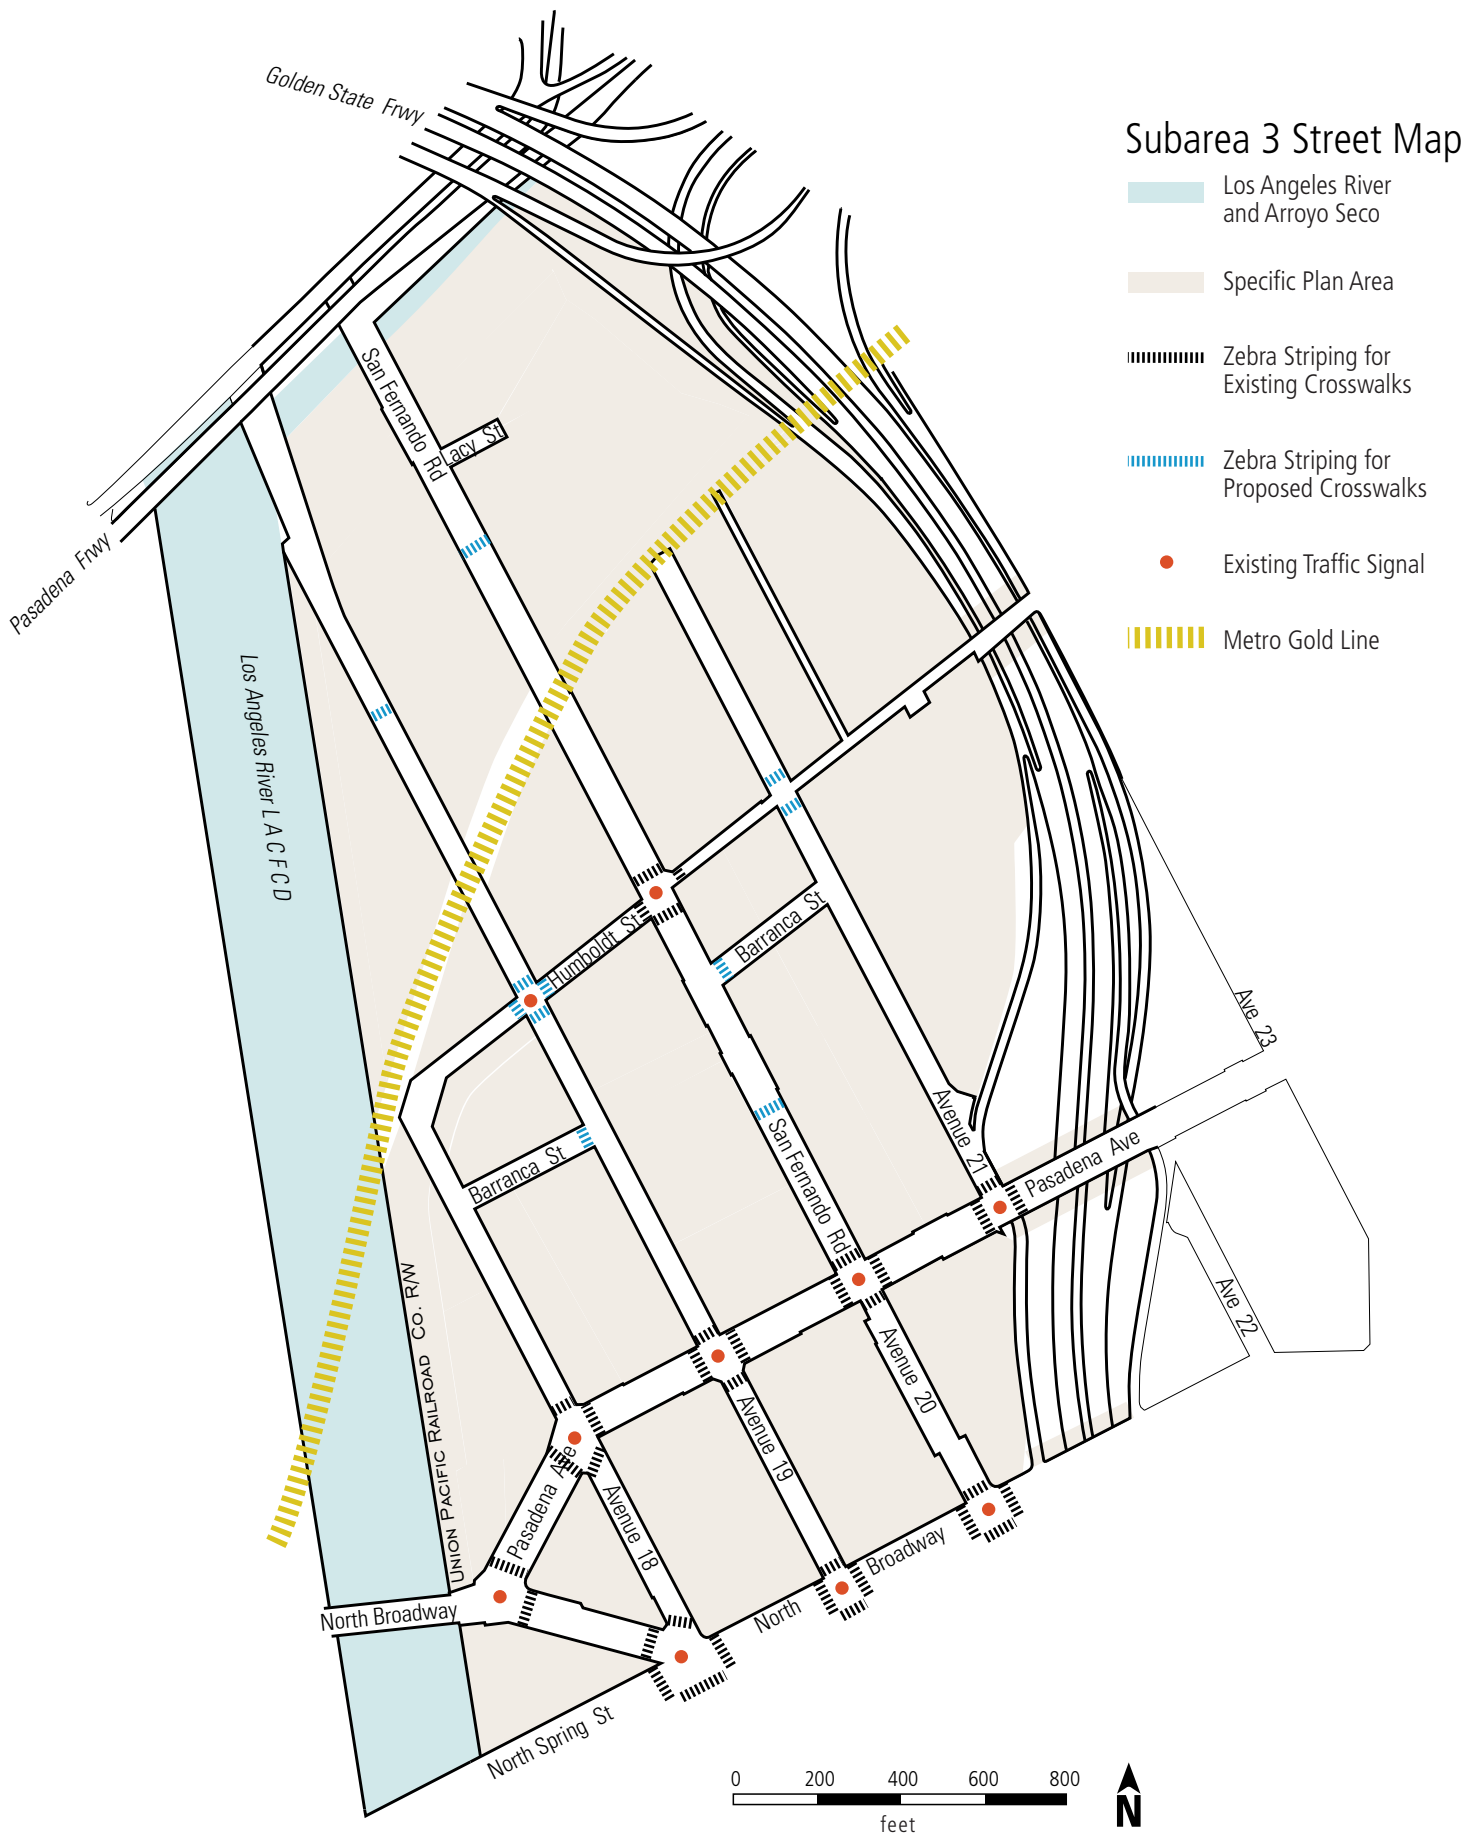 Golden State Frwy
Subarea 3 Street Map
Los Angeles River
and Arroyo Seco
Specific Plan Area
Zebra Striping for
Existing Crosswalks
Zebra Striping for
Proposed Crosswalks
Existing Traffic Signal
Metro Gold Line
San Fernando Rd
Lacy St
Pasadena Frwy
Los Angeles River L A C F C D
Humboldt St
Barranca St
Ave 23
Avenue 21
Pasadena Ave
Barranca St
San Fernando Rd
UNION PACIFIC RAILROAD CO. R/W
Ave 22
Avenue 20
Avenue 19
Pasadena Ave
Avenue 18
North Broadway
North Broadway
North Spring St
0 200 400 600 800
feet
N